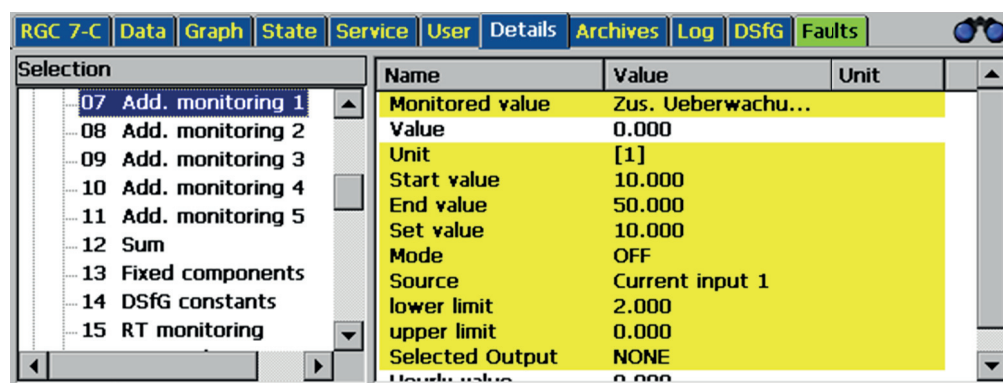 RGC 7-C Data Graph State Service User Details Archives Log DSfG Faults
Selection
07 Add. monitoring 1
08 Add. monitoring 2
09 Add. monitoring 3
10 Add. monitoring 4
11 Add. monitoring 5
12 Sum
13 Fixed components
14 DSfG constants
15 RT monitoring
Name Value Unit
Monitored value Zus. Ueberwachu...
Value 0.000
Unit [1]
Start value 10.000
End value 50.000
Set value 10.000
Mode OFF
Source Current input 1
lower limit 2.000
upper limit 0.000
Selected Output NONE
Hourly value 0.000